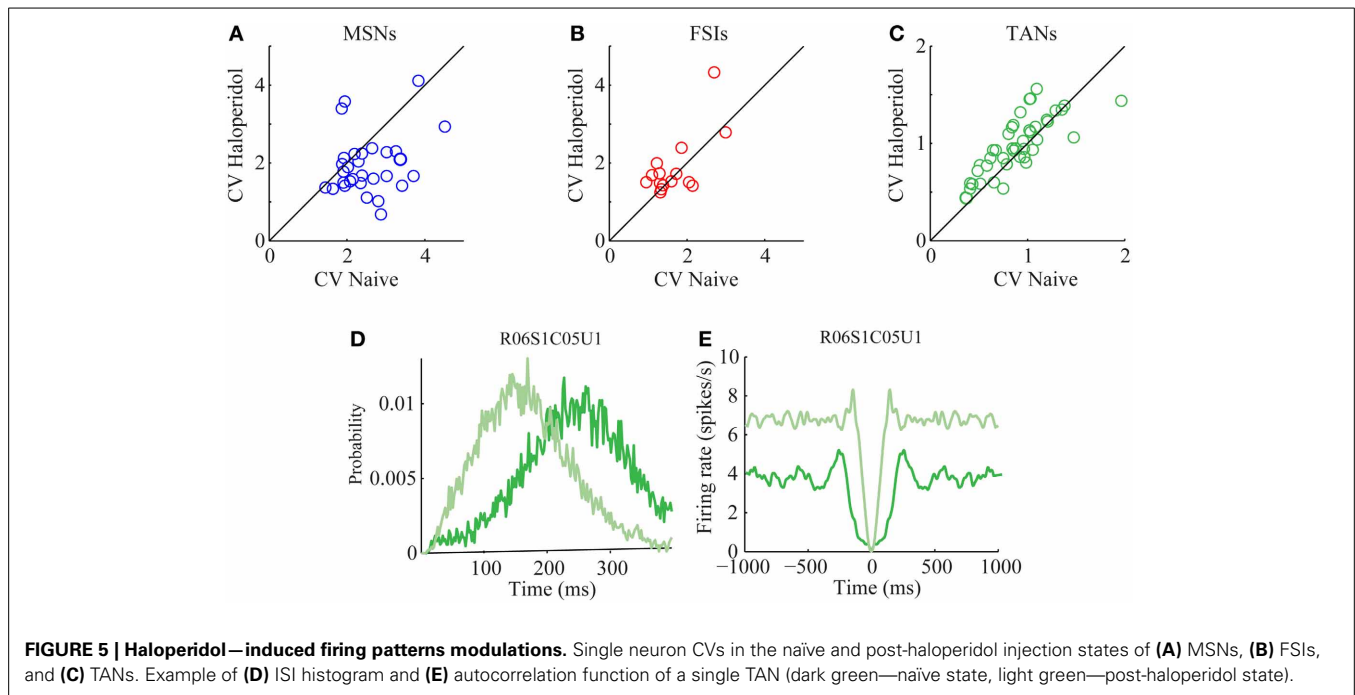 A MSNs
CV Haloperidol
4
2
0
0 2 4
CV Naive
B FSIs
CV Haloperidol
4
2
0
0 2 4
CV Naive
C TANs
CV Haloperidol
2
1
0
0 1 2
CV Naive
D R06S1C05U1
Probability
0.01
0.005
0
100 200 300
Time (ms)
E R06S1C05U1
Firing rate (spikes/s)
10
8
6
4
2
0
−1000 −500 0 500 1000
Time (ms)
FIGURE 5 | Haloperidol—induced firing patterns modulations. Single neuron CVs in the naïve and post-haloperidol injection states of (A) MSNs, (B) FSIs,
and (C) TANs. Example of (D) ISI histogram and (E) autocorrelation function of a single TAN (dark green—naïve state, light green—post-haloperidol state).